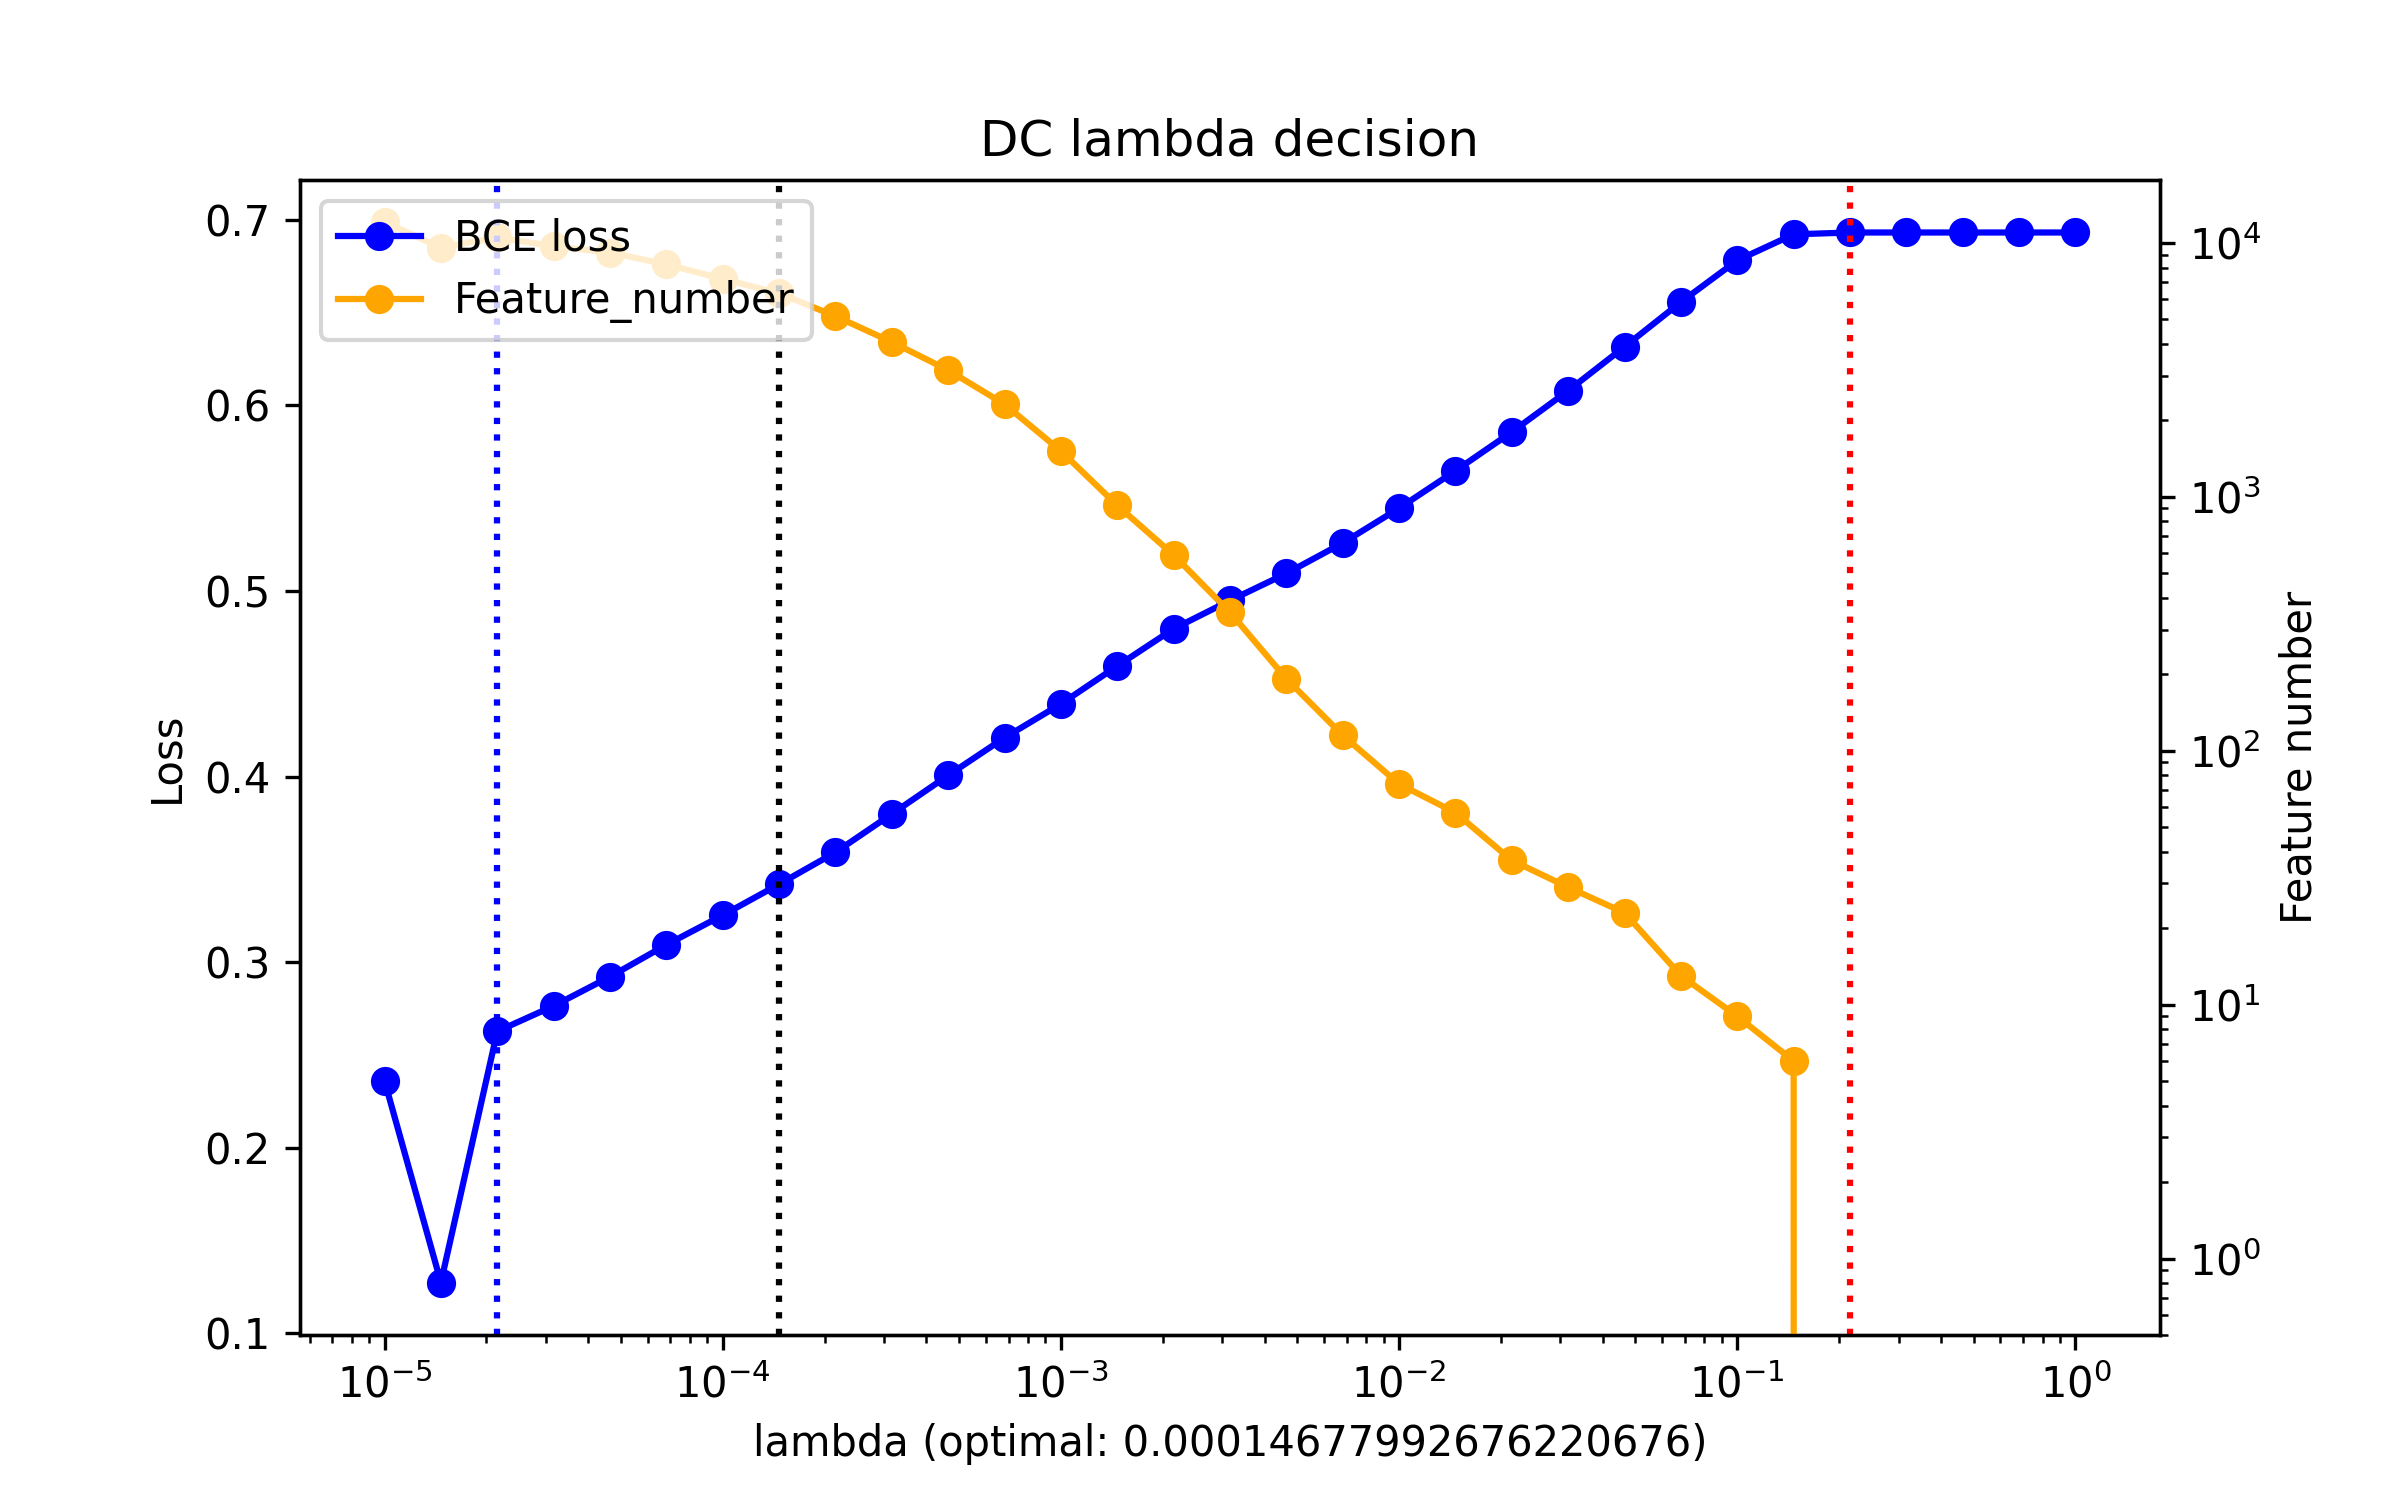 DC lambda decision
BCE loss
Feature_number
0.7
0.6
0.5
0.4
0.3
0.2
0.1
Loss
10⁴
10³
10²
10¹
10⁰
Feature number
10⁻⁵ 10⁻⁴ 10⁻³ 10⁻² 10⁻¹ 10⁰
lambda (optimal: 0.00014677992676220676)